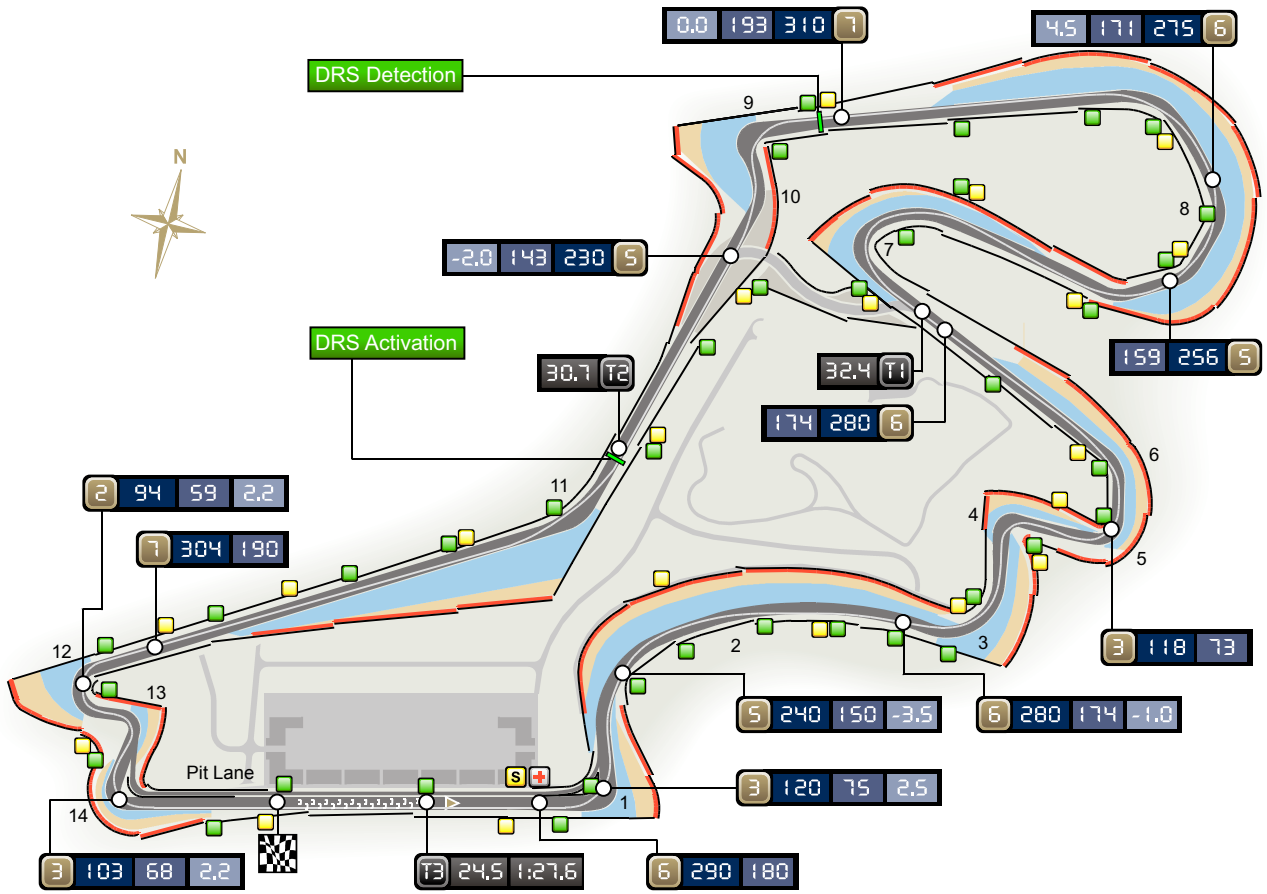 0.0 193 310 7
4.5 171 275 6
DRS Detection
9
N
10
8
7
-2.0 143 230 5
DRS Activation
30.7 T2
32.4 T1
159 256 5
174 280 6
6
2 94 59 2.2
11
4
7 304 190
5
12
2
3
3 118 73
13
5 240 150 -3.5
6 280 174 -1.0
Pit Lane
S
3 120 75 2.5
1
14
3 103 68 2.2
T3 24.5 1:27.6
6 290 180